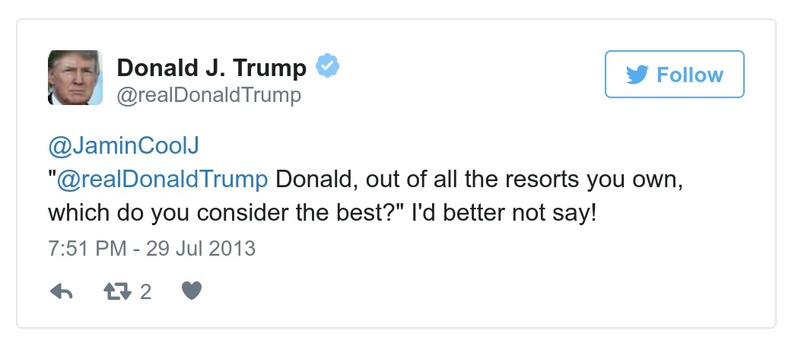 Donald J. Trump
@realDonaldTrump
Follow
@JaminCoolJ
"@realDonaldTrump Donald, out of all the resorts you own,
which do you consider the best?" I'd better not say!
7:51 PM - 29 Jul 2013
2